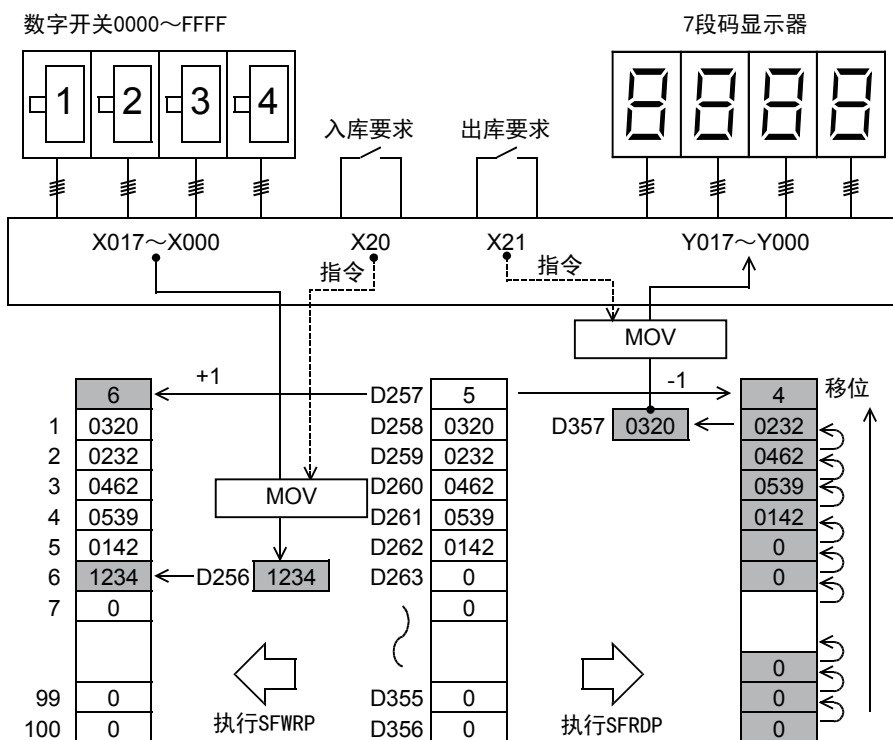 数字开关0000～FFFF 7段码显示器
1 2 3 4 入库要求 出库要求 8 8 8 8
X017～X000 X20 X21 Y017～Y000
指令 指令
MOV
+1 -1 移位
6 D257 5 4
1 0320 D258 0320 D357 0320 0232
2 0232 D259 0232 0462
3 0462 MOV D260 0462 0539
4 0539 D261 0539 0142
5 0142 D262 0142 0
6 1234 D256 1234 D263 0 0
7 0 0
0
99 0 D355 0 0
100 0 执行SFWRP D356 0 执行SFRDP 0